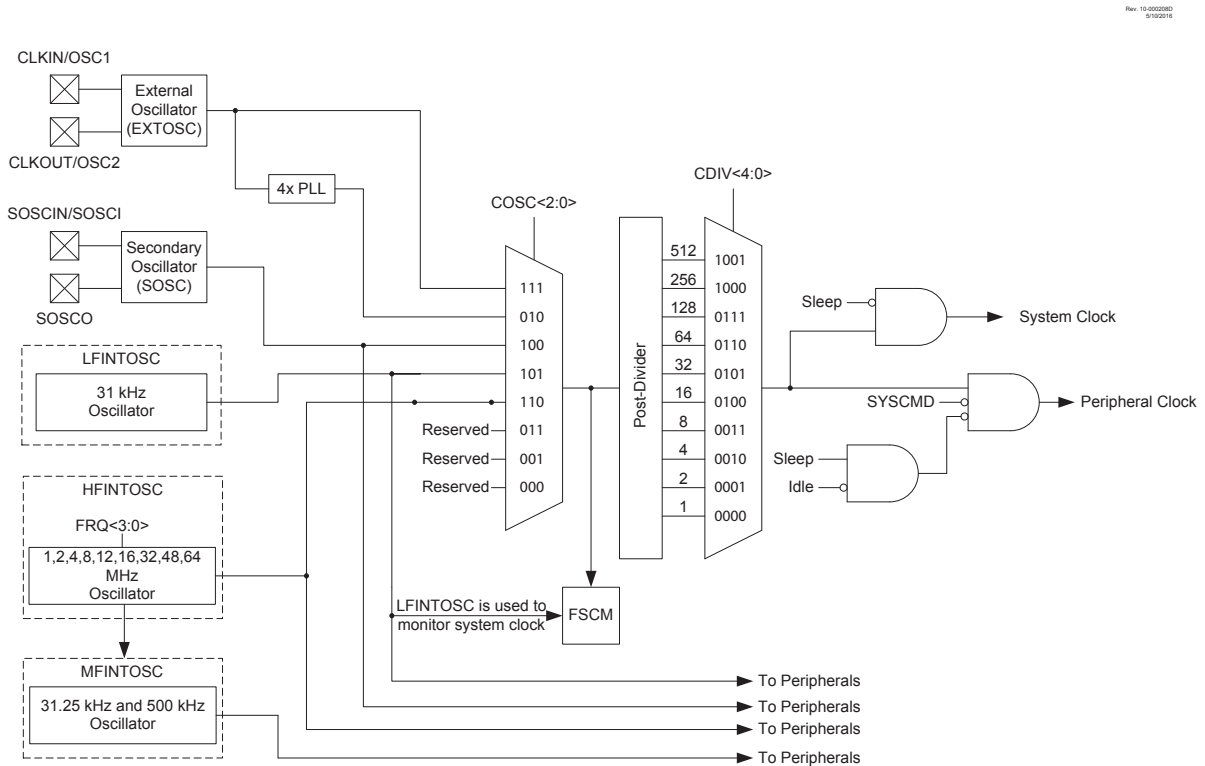 Rev. 10-000208D
5/10/2016
CLKIN/OSC1
External
Oscillator
(EXTOSC)
CLKOUT/OSC2
4x PLL
SOSCIN/SOSCI
Secondary
Oscillator
(SOSC)
SOSCO
LFINTOSC
31 kHz
Oscillator
HFINTOSC
FRQ<3:0>
1,2,4,8,12,16,32,48,64
MHz
Oscillator
MFINTOSC
31.25 kHz and 500 kHz
Oscillator
COSC<2:0>
111
010
100
101
110
Reserved 011
Reserved 001
Reserved 000
LFINTOSC is used to
monitor system clock
FSCM
Post-Divider
CDIV<4:0>
512 1001
256 1000
128 0111
64 0110
32 0101
16 0100
8 0011
4 0010
2 0001
1 0000
Sleep
System Clock
SYSCMD
Peripheral Clock
Sleep
Idle
To Peripherals
To Peripherals
To Peripherals
To Peripherals